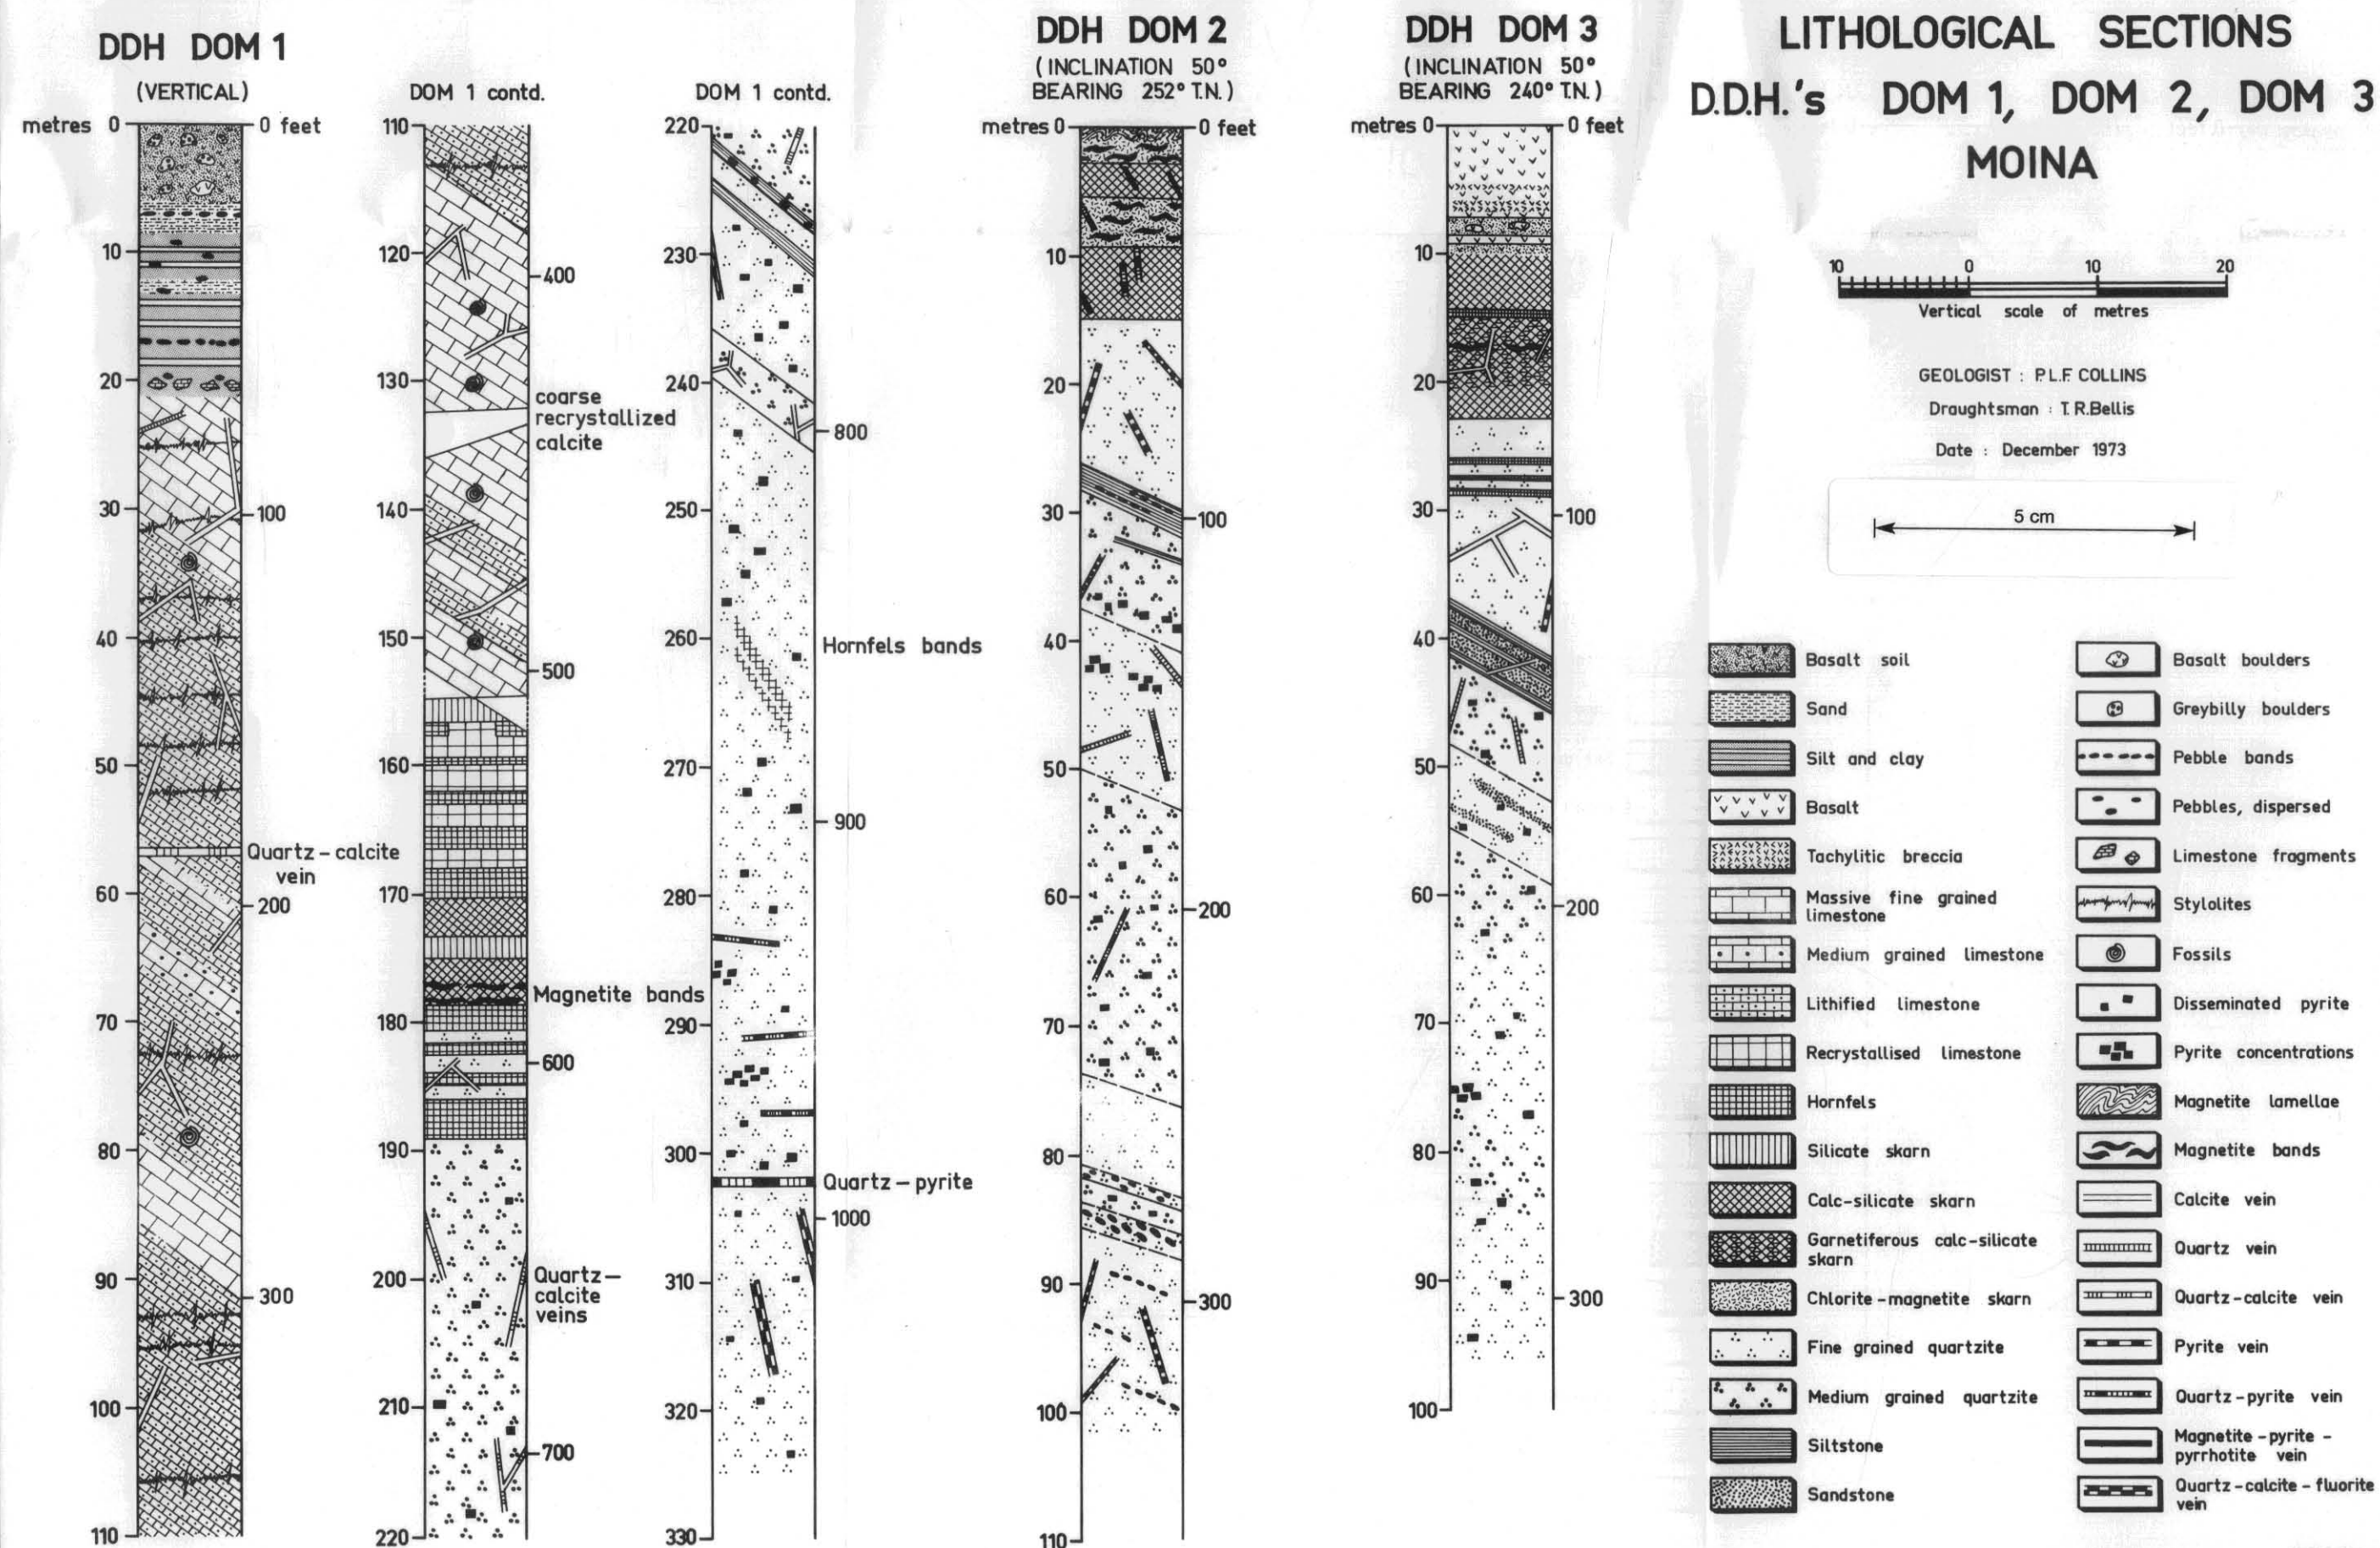 DDH DOM 1
(VERTICAL)
metres 0
0 feet
10
20
30
100
40
50
Quartz-calcite
vein
60
200
70
80
90
300
100
110
DOM 1 contd.
110
120
400
130
coarse
recrystallized
calcite
140
150
500
160
170
Magnetite bands
180
600
190
200
Quartz-
calcite
veins
210
700
220
DOM 1 contd.
220
230
240
800
250
260
Hornfels bands
270
900
280
290
300
Quartz-pyrite
1000
310
320
330
DDH DOM 2
(INCLINATION 50°
BEARING 252° T.N.)
metres 0
0 feet
10
20
30
100
40
50
60
200
70
80
90
300
100
110
DDH DOM 3
(INCLINATION 50°
BEARING 240° T.N.)
metres 0
0 feet
10
20
30
100
40
50
60
200
70
80
90
300
100
LITHOLOGICAL SECTIONS
D.D.H.'s DOM 1, DOM 2, DOM 3
MOINA
10 0 10 20
Vertical scale of metres
GEOLOGIST : P.L.F. COLLINS
Draughtsman : T.R.Bellis
Date : December 1973
5 cm
Basalt soil
Sand
Silt and clay
Basalt
Tachylitic breccia
Massive fine grained
limestone
Medium grained limestone
Lithified limestone
Recrystallised limestone
Hornfels
Silicate skarn
Calc-silicate skarn
Garnetiferous calc-silicate
skarn
Chlorite-magnetite skarn
Fine grained quartzite
Medium grained quartzite
Siltstone
Sandstone
Basalt boulders
Greybilly boulders
Pebble bands
Pebbles, dispersed
Limestone fragments
Stylolites
Fossils
Disseminated pyrite
Pyrite concentrations
Magnetite lamellae
Magnetite bands
Calcite vein
Quartz vein
Quartz-calcite vein
Pyrite vein
Quartz-pyrite vein
Magnetite-pyrite-
pyrrhotite vein
Quartz-calcite-fluorite
vein